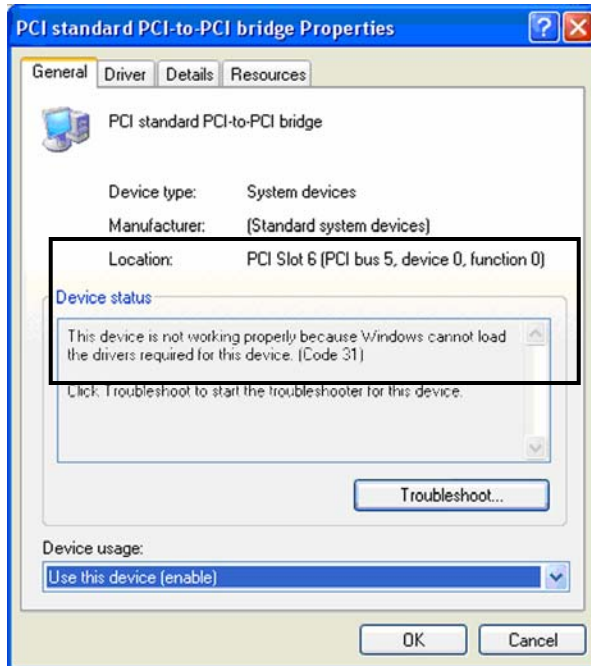 PCI standard PCI-to-PCI bridge Properties
General Driver Details Resources
PCI standard PCI-to-PCI bridge
Device type: System devices
Manufacturer: (Standard system devices)
Location: PCI Slot 6 (PCI bus 5, device 0, function 0)
Device status
This device is not working properly because Windows cannot load
the drivers required for this device. (Code 31)
Click Troubleshoot to start the troubleshooter for this device.
Troubleshoot...
Device usage:
Use this device (enable)
OK Cancel